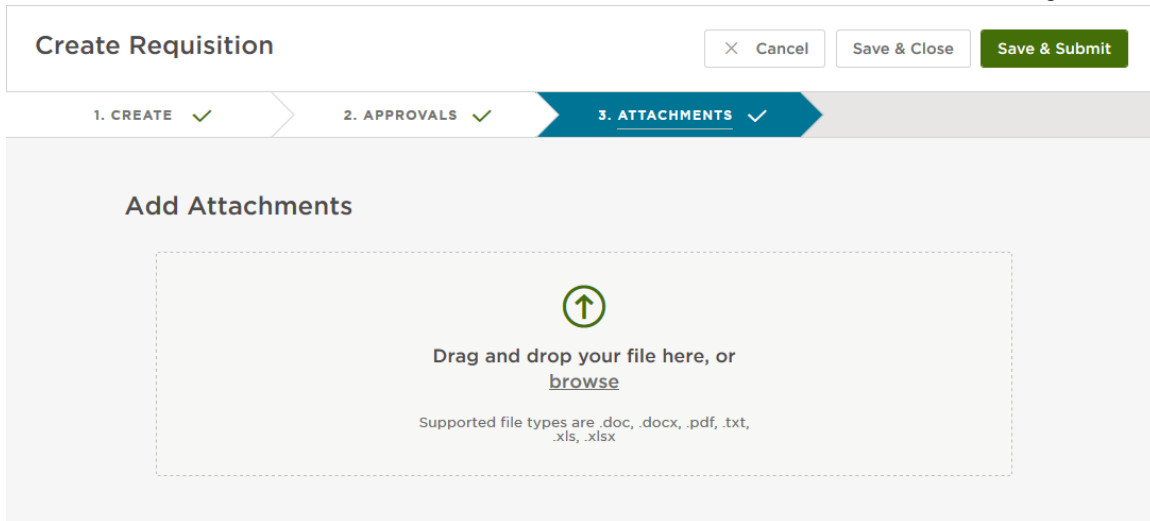 Create Requisition
Cancel
Save & Close
Save & Submit
1. CREATE
2. APPROVALS
3. ATTACHMENTS
Add Attachments
Drag and drop your file here, or
browse
Supported file types are .doc, .docx, .pdf, .txt,
.xls, .xlsx